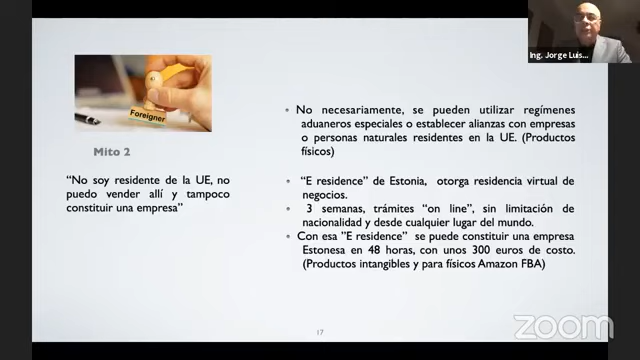 Ing. Jorge Luis...
Foreigner
Mito 2
“No soy residente de la UE, no
puedo vender allí y tampoco
constituir una empresa”
• No necesariamente, se pueden utilizar regímenes
aduaneros especiales o establecer alianzas con empresas
o personas naturales residentes en la UE. (Productos
físicos)
• “E residence” de Estonia, otorga residencia virtual de
negocios.
• 3 semanas, trámites “on line”, sin limitación de
nacionalidad y desde cualquier lugar del mundo.
• Con esa ”E residence” se puede constituir una empresa
Estonesa en 48 horas, con unos 300 euros de costo.
(Productos intangibles y para físicos Amazon FBA)
17
zoom